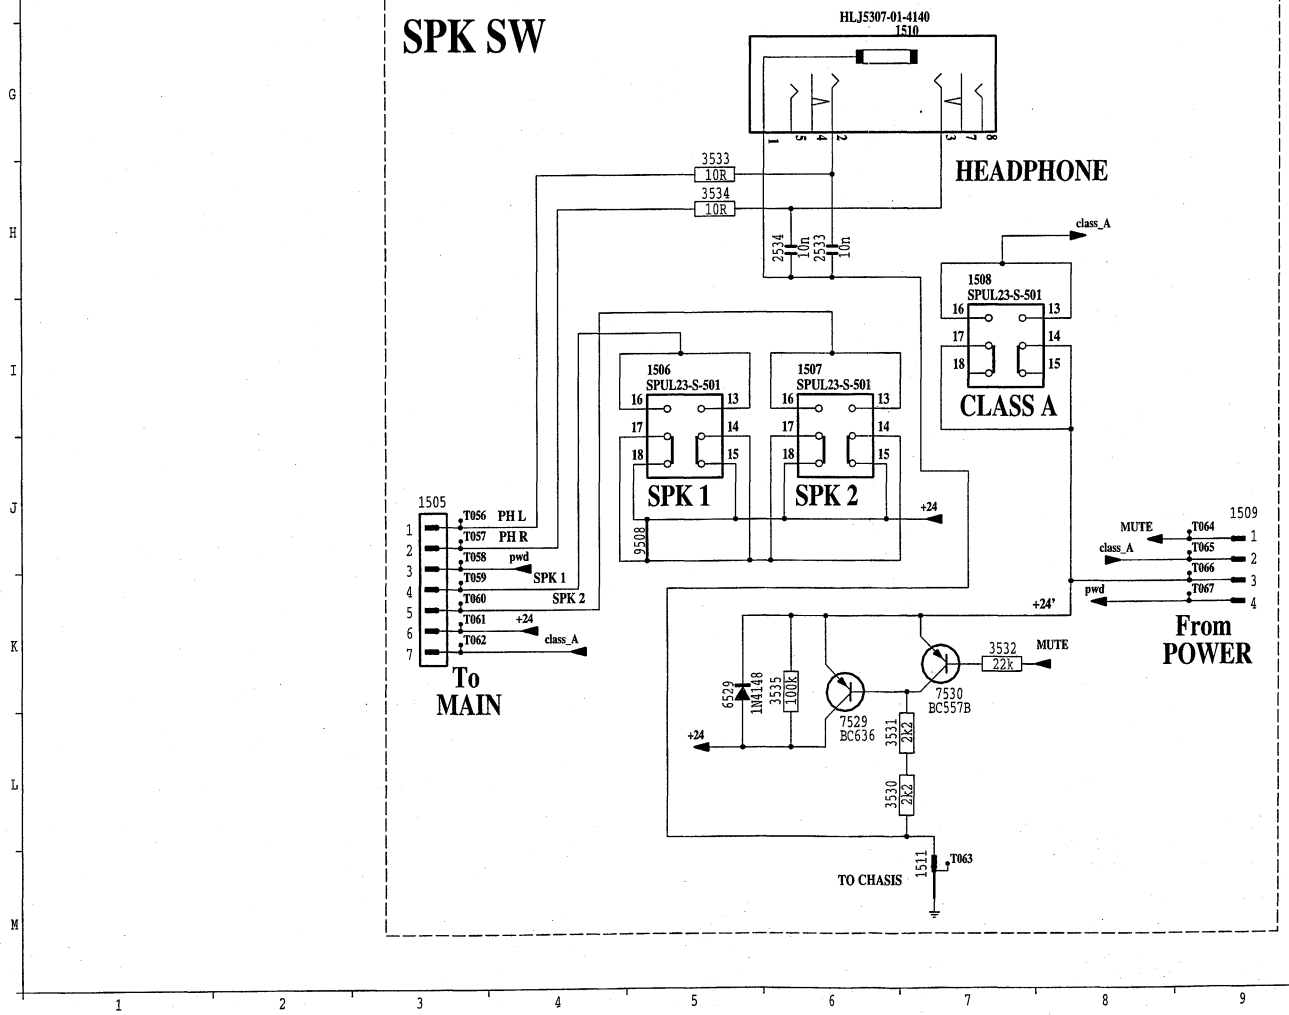 SPK SW
HLJ5307-01-4140
1510
G
1
5
4
2
3
7
8
HEADPHONE
3533
10R
3534
10R
H
2534
10n
2533
10n
class_A
1508
SPUL23-S-501
16
13
17
14
18
15
CLASS A
I
1506
SPUL23-S-501
16
13
17
14
18
15
SPK 1
1507
SPUL23-S-501
16
13
17
14
18
15
SPK 2
J
+24
9508
1505
1
T056
PH L
2
T057
PH R
3
T058
pwd
4
T059
SPK 1
5
T060
SPK 2
6
T061
+24
7
T062
class_A
To
MAIN
1509
MUTE
T064
1
class_A
T065
2
T066
3
pwd
T067
4
From
POWER
+24'
K
3532
22k
MUTE
6529
1N4148
3535
100k
7530
BC557B
7529
BC636
3531
2k2
+24
3530
2k2
L
1511
T063
TO CHASIS
M
1
2
3
4
5
6
7
8
9